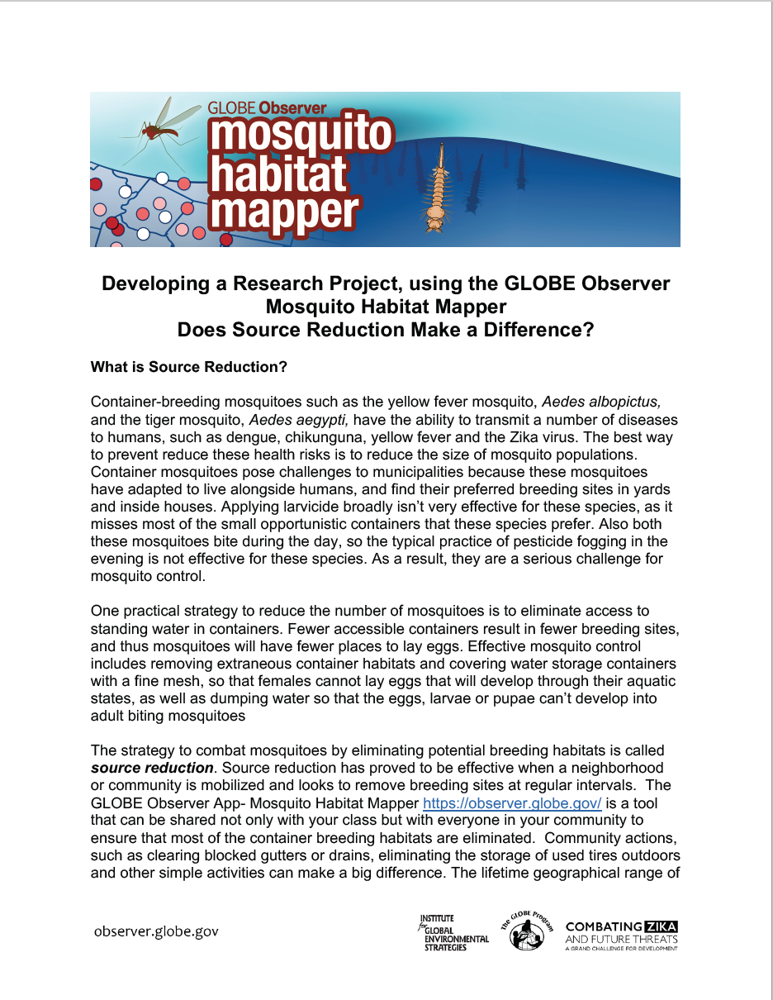 GLOBE Observer
mosquito
habitat
mapper
Developing a Research Project, using the GLOBE Observer
Mosquito Habitat Mapper
Does Source Reduction Make a Difference?
What is Source Reduction?
Container-breeding mosquitoes such as the yellow fever mosquito, Aedes albopictus,
and the tiger mosquito, Aedes aegypti, have the ability to transmit a number of diseases
to humans, such as dengue, chikunguna, yellow fever and the Zika virus. The best way
to prevent reduce these health risks is to reduce the size of mosquito populations.
Container mosquitoes pose challenges to municipalities because these mosquitoes
have adapted to live alongside humans, and find their preferred breeding sites in yards
and inside houses. Applying larvicide broadly isn't very effective for these species, as it
misses most of the small opportunistic containers that these species prefer. Also both
these mosquitoes bite during the day, so the typical practice of pesticide fogging in the
evening is not effective for these species. As a result, they are a serious challenge for
mosquito control.
One practical strategy to reduce the number of mosquitoes is to eliminate access to
standing water in containers. Fewer accessible containers result in fewer breeding sites,
and thus mosquitoes will have fewer places to lay eggs. Effective mosquito control
includes removing extraneous container habitats and covering water storage containers
with a fine mesh, so that females cannot lay eggs that will develop through their aquatic
states, as well as dumping water so that the eggs, larvae or pupae can't develop into
adult biting mosquitoes
The strategy to combat mosquitoes by eliminating potential breeding habitats is called
source reduction. Source reduction has proved to be effective when a neighborhood
or community is mobilized and looks to remove breeding sites at regular intervals.  The
GLOBE Observer App- Mosquito Habitat Mapper https://observer.globe.gov/ is a tool
that can be shared not only with your class but with everyone in your community to
ensure that most of the container breeding habitats are eliminated.  Community actions,
such as clearing blocked gutters or drains, eliminating the storage of used tires outdoors
and other simple activities can make a big difference. The lifetime geographical range of
observer.globe.gov
INSTITUTE
for GLOBAL
ENVIRONMENTAL
STRATEGIES
The GLOBE Program
COMBATING ZIKA
AND FUTURE THREATS
A GRAND CHALLENGE FOR DEVELOPMENT